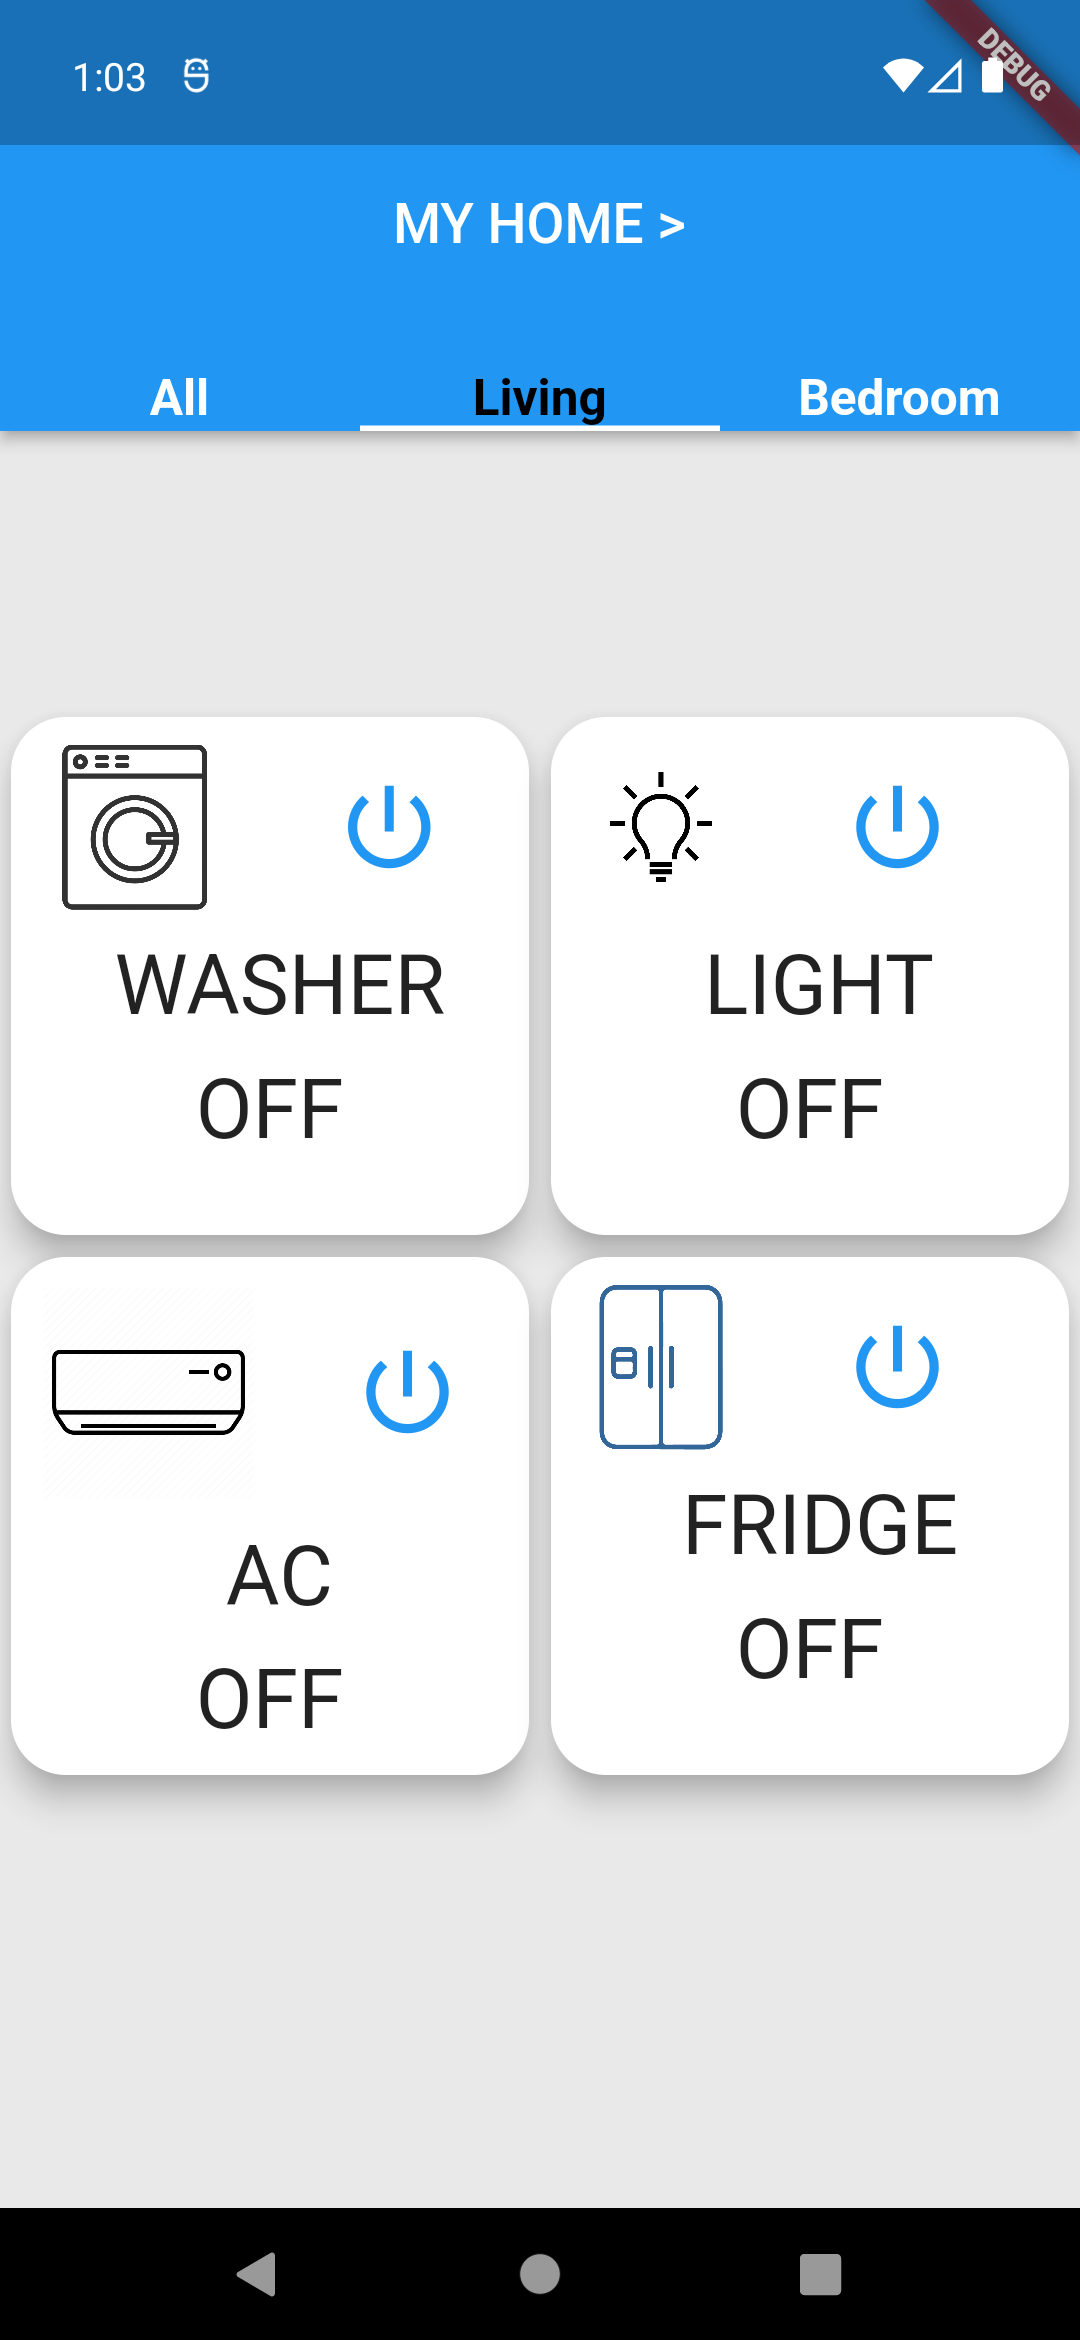 1:03
DEBUG
MY HOME >
All Living Bedroom
WASHER
OFF
LIGHT
OFF
AC
OFF
FRIDGE
OFF